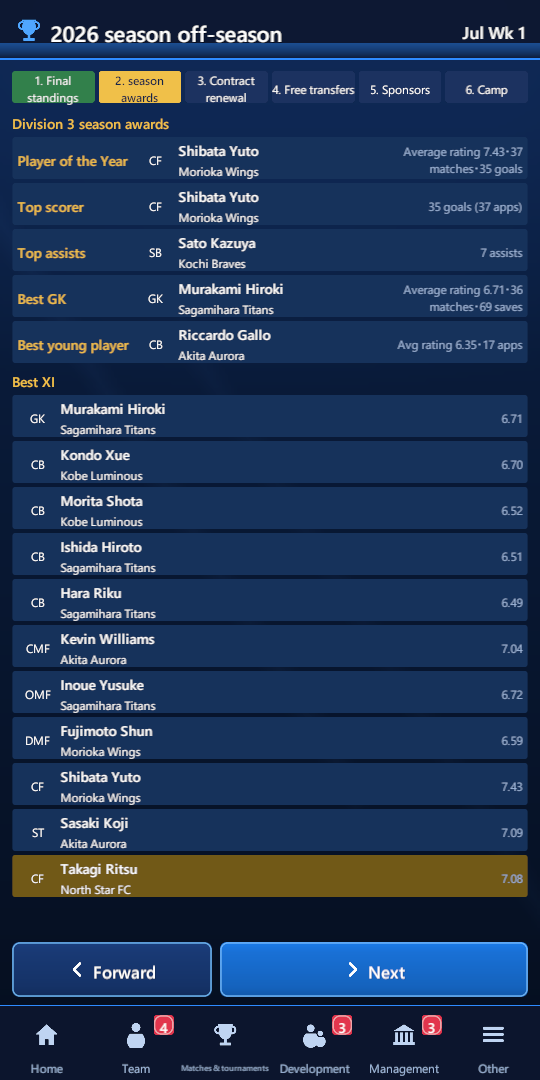 2026 season off-season
Jul Wk 1
1. Final
standings
2. season
awards
3. Contract
renewal
4. Free transfers
5. Sponsors
6. Camp
Division 3 season awards
Player of the Year
CF
Shibata Yuto
Morioka Wings
Average rating 7.43·37
matches·35 goals
Top scorer
CF
Shibata Yuto
Morioka Wings
35 goals (37 apps)
Top assists
SB
Sato Kazuya
Kochi Braves
7 assists
Best GK
GK
Murakami Hiroki
Sagamihara Titans
Average rating 6.71·36
matches·69 saves
Best young player
CB
Riccardo Gallo
Akita Aurora
Avg rating 6.35·17 apps
Best XI
GK
Murakami Hiroki
Sagamihara Titans
6.71
CB
Kondo Xue
Kobe Luminous
6.70
CB
Morita Shota
Kobe Luminous
6.52
CB
Ishida Hiroto
Sagamihara Titans
6.51
CB
Hara Riku
Sagamihara Titans
6.49
CMF
Kevin Williams
Akita Aurora
7.04
OMF
Inoue Yusuke
Sagamihara Titans
6.72
DMF
Fujimoto Shun
Morioka Wings
6.59
CF
Shibata Yuto
Morioka Wings
7.43
ST
Sasaki Koji
Akita Aurora
7.09
CF
Takagi Ritsu
North Star FC
7.08
Forward
Next
Home
4
Team
Matches & tournaments
3
Development
3
Management
Other